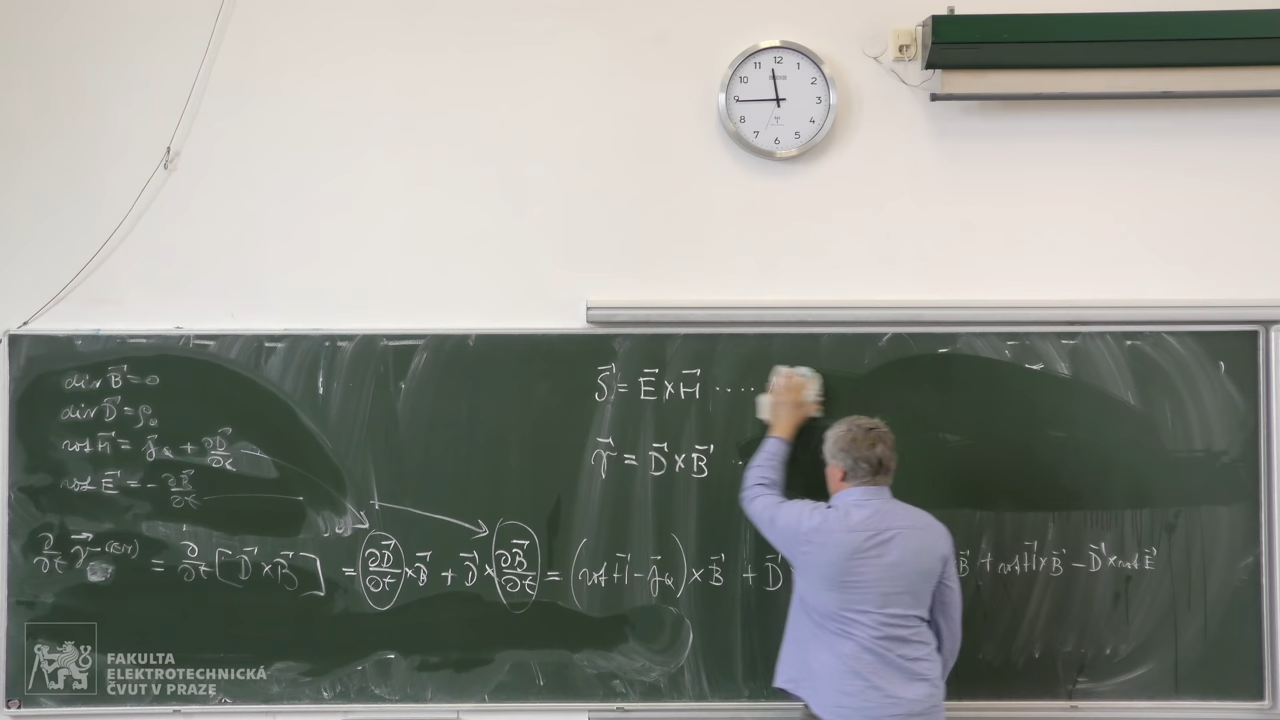 12
11 1
10 2
9 3
8 4
7 5
6
div B⃗ = 0
div D⃗ = ρ_Q
rot H⃗ = j⃗_Q + ∂D⃗/∂t
rot E⃗ = -∂B⃗/∂t
S⃗ = E⃗ × H⃗ ....
γ⃗ = D⃗ × B⃗ ..
∂/∂t γ⃗ (EM) = ∂/∂t [D⃗ × B⃗] = ∂D⃗/∂t × B⃗ + D⃗ × ∂B⃗/∂t = (rot H⃗ - j⃗_Q) × B⃗ + D⃗ B⃗ + rot H⃗ × B⃗ - D⃗ × rot E⃗
FAKULTA
ELEKTROTECHNICKÁ
ČVUT V PRAZE